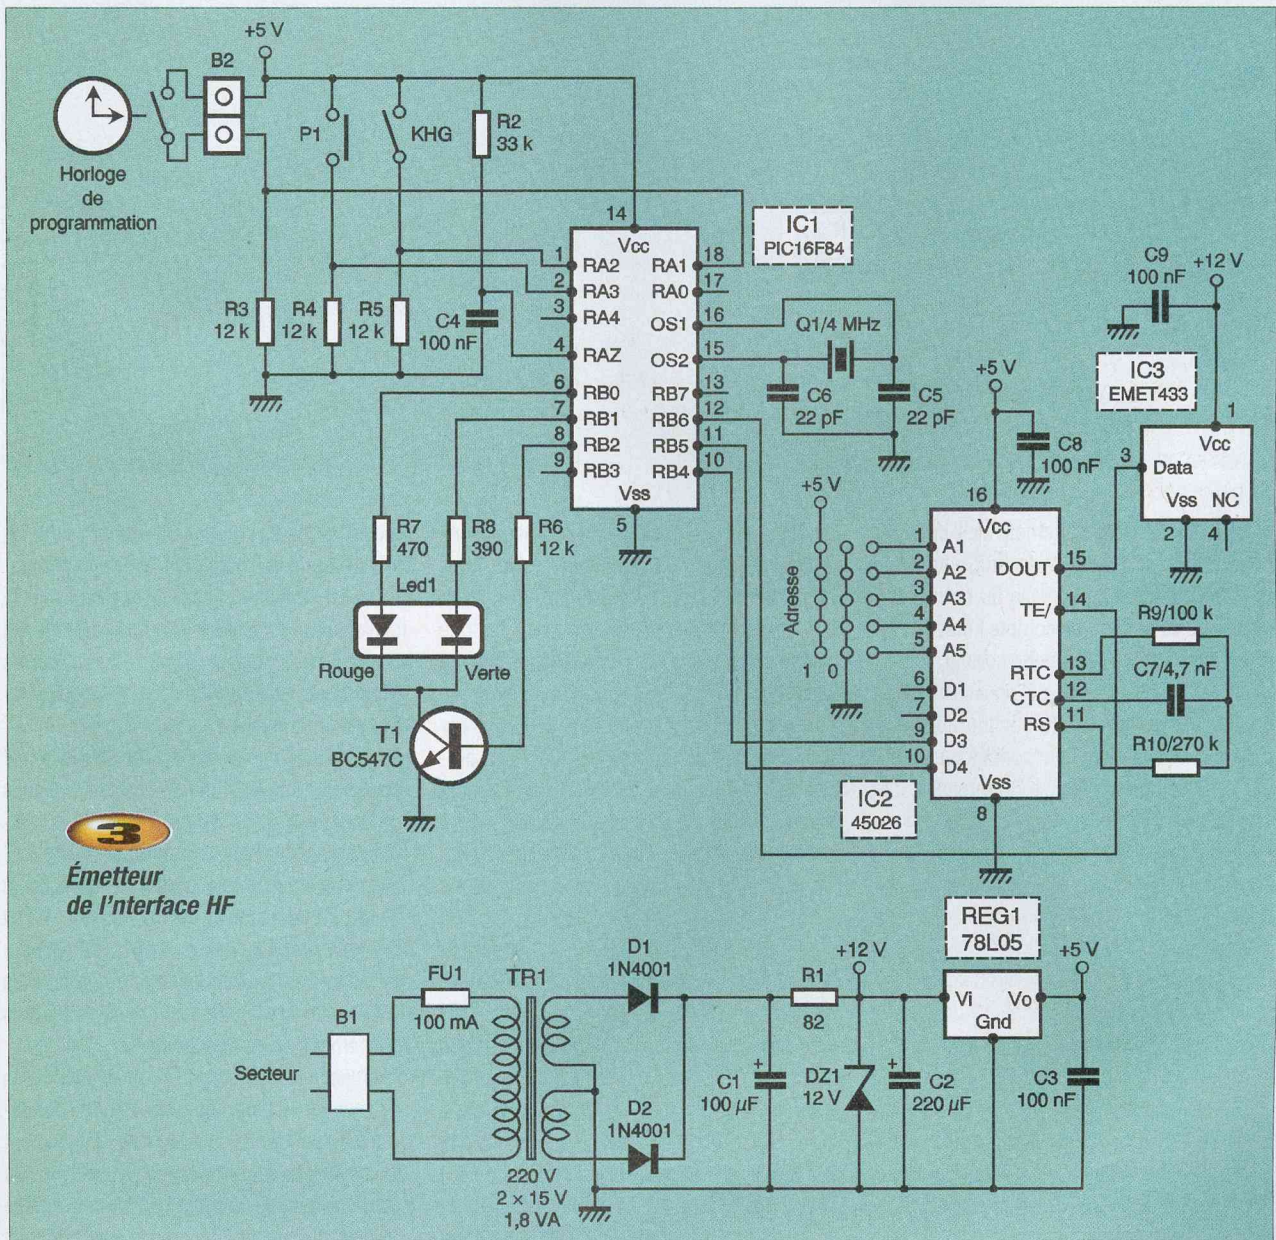 +5 V
B2
P1
KHG
R2
33 k
Horloge
de
programmation
R3
12 k
R4
12 k
R5
12 k
C4
100 nF
14
Vcc
IC1
PIC16F84
1
RA2
RA1
18
2
RA3
RA0
17
3
RA4
OS1
16
4
RAZ
OS2
15
6
RB0
RB7
13
7
RB1
RB6
12
8
RB2
RB5
11
9
RB3
RB4
10
Vss
5
Q1/4 MHz
C6
22 pF
C5
22 pF
R7
470
R8
390
R6
12 k
Led1
Rouge
Verte
T1
BC547C
C9
100 nF
+12 V
IC3
EMET433
1
Vcc
3
Data
Vss
NC
2
4
+5 V
C8
100 nF
+5 V
Adresse
1
0
16
Vcc
1
A1
2
A2
3
A3
4
A4
5
A5
6
D1
7
D2
9
D3
10
D4
DOUT
15
TE/
14
RTC
13
CTC
12
RS
11
Vss
8
R9/100 k
C7/4,7 nF
R10/270 k
IC2
45026
3
Émetteur
de l'nterface HF
Secteur
B1
FU1
100 mA
TR1
220 V
2 × 15 V
1,8 VA
D1
1N4001
D2
1N4001
C1
+
100 µF
R1
82
+12 V
DZ1
12 V
+
C2
220 µF
REG1
78L05
Vi
Vo
Gnd
+5 V
C3
100 nF